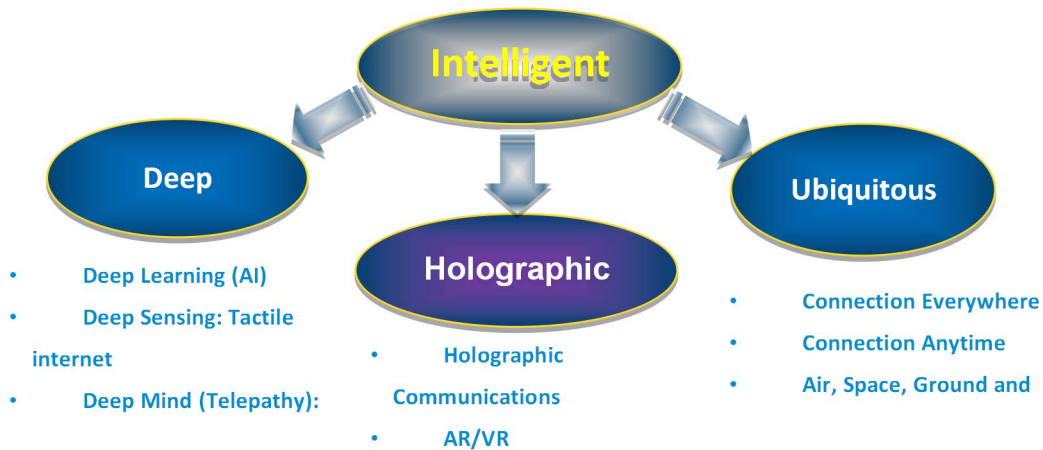 Intelligent
Deep
Ubiquitous
Holographic
• Deep Learning (AI)
• Deep Sensing: Tactile
internet
• Deep Mind (Telepathy):
• Holographic
Communications
• AR/VR
• Connection Everywhere
• Connection Anytime
• Air, Space, Ground and